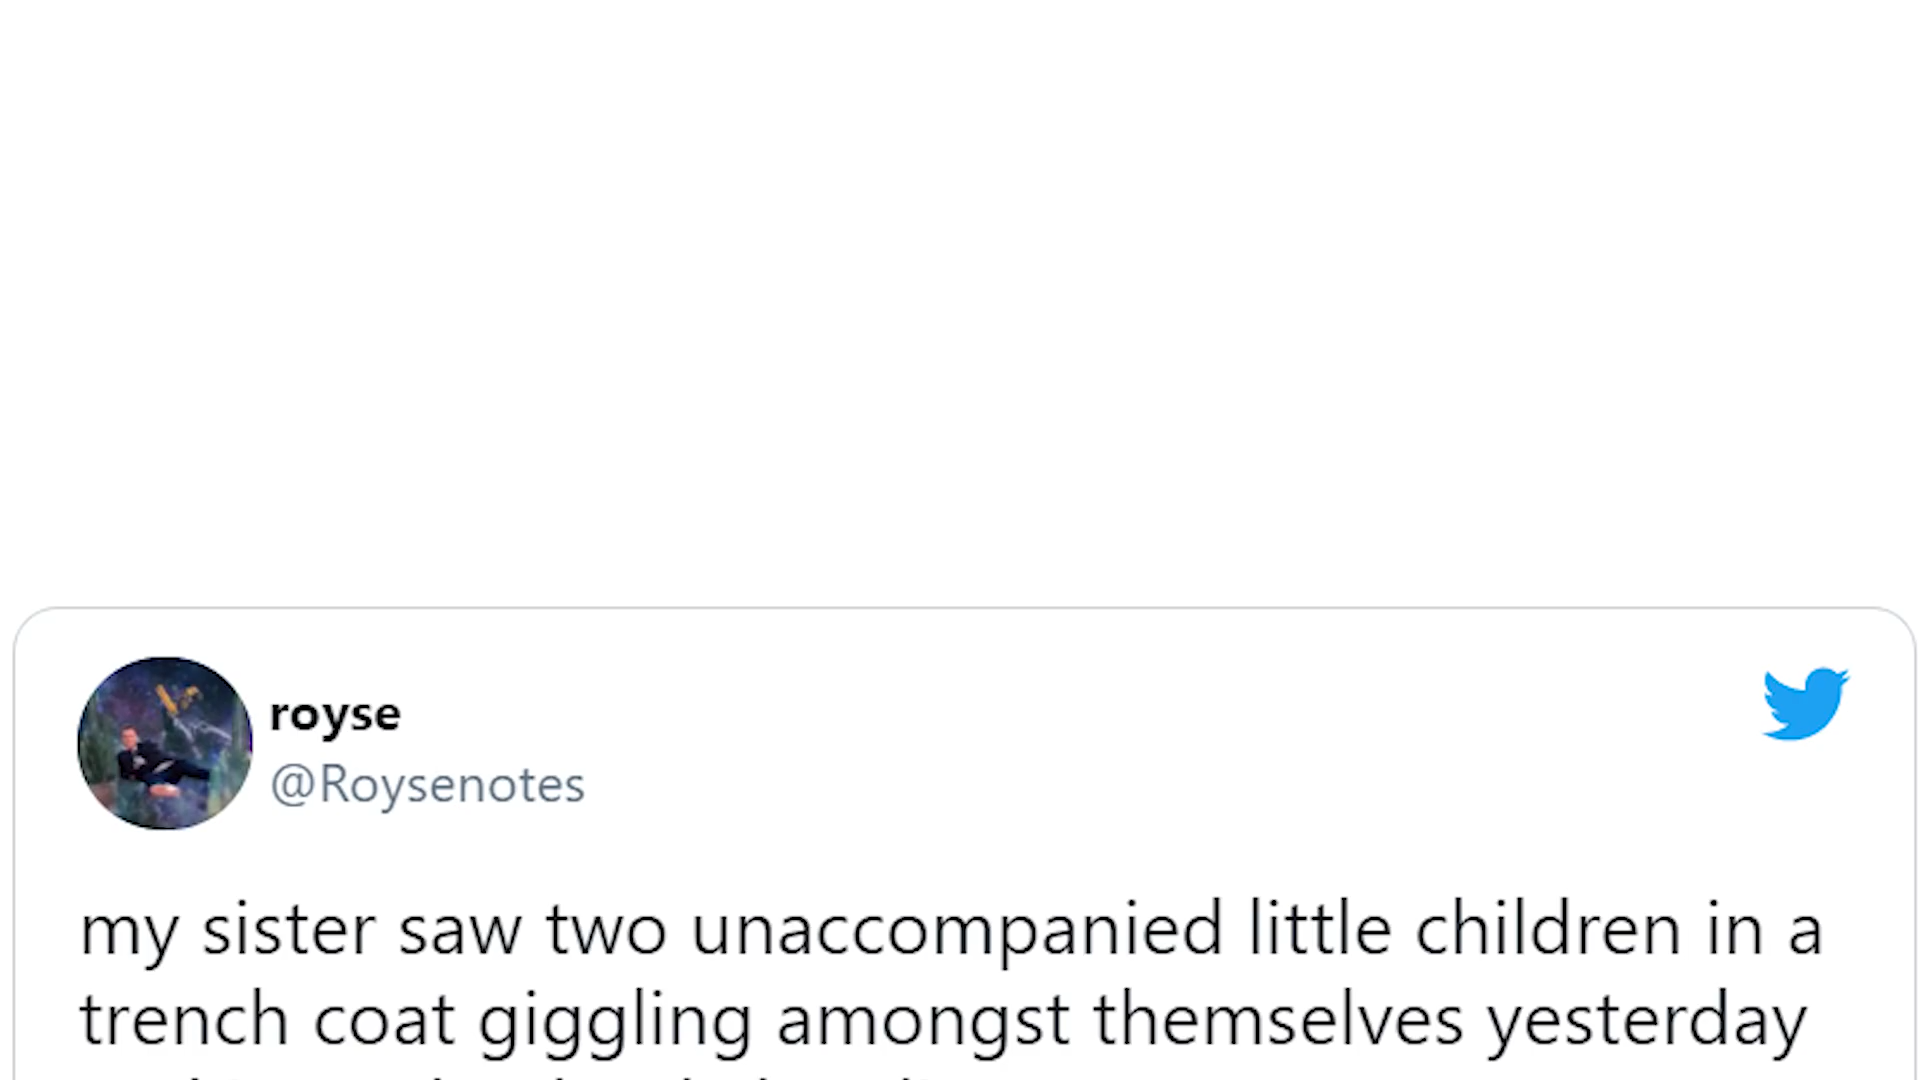 royse
@Roysenotes
my sister saw two unaccompanied little children in a
trench coat giggling amongst themselves yesterday